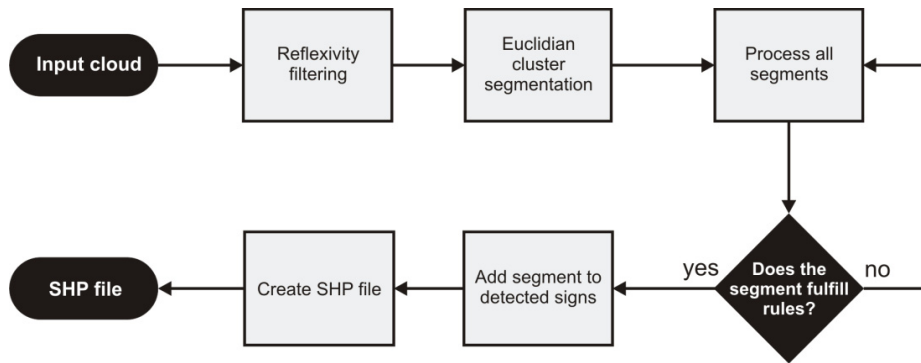 Input cloud
Reflexivity
filtering
Euclidian
cluster
segmentation
Process all
segments
SHP file
Create SHP file
Add segment to
detected signs
yes
Does the
segment fulfill
rules?
no